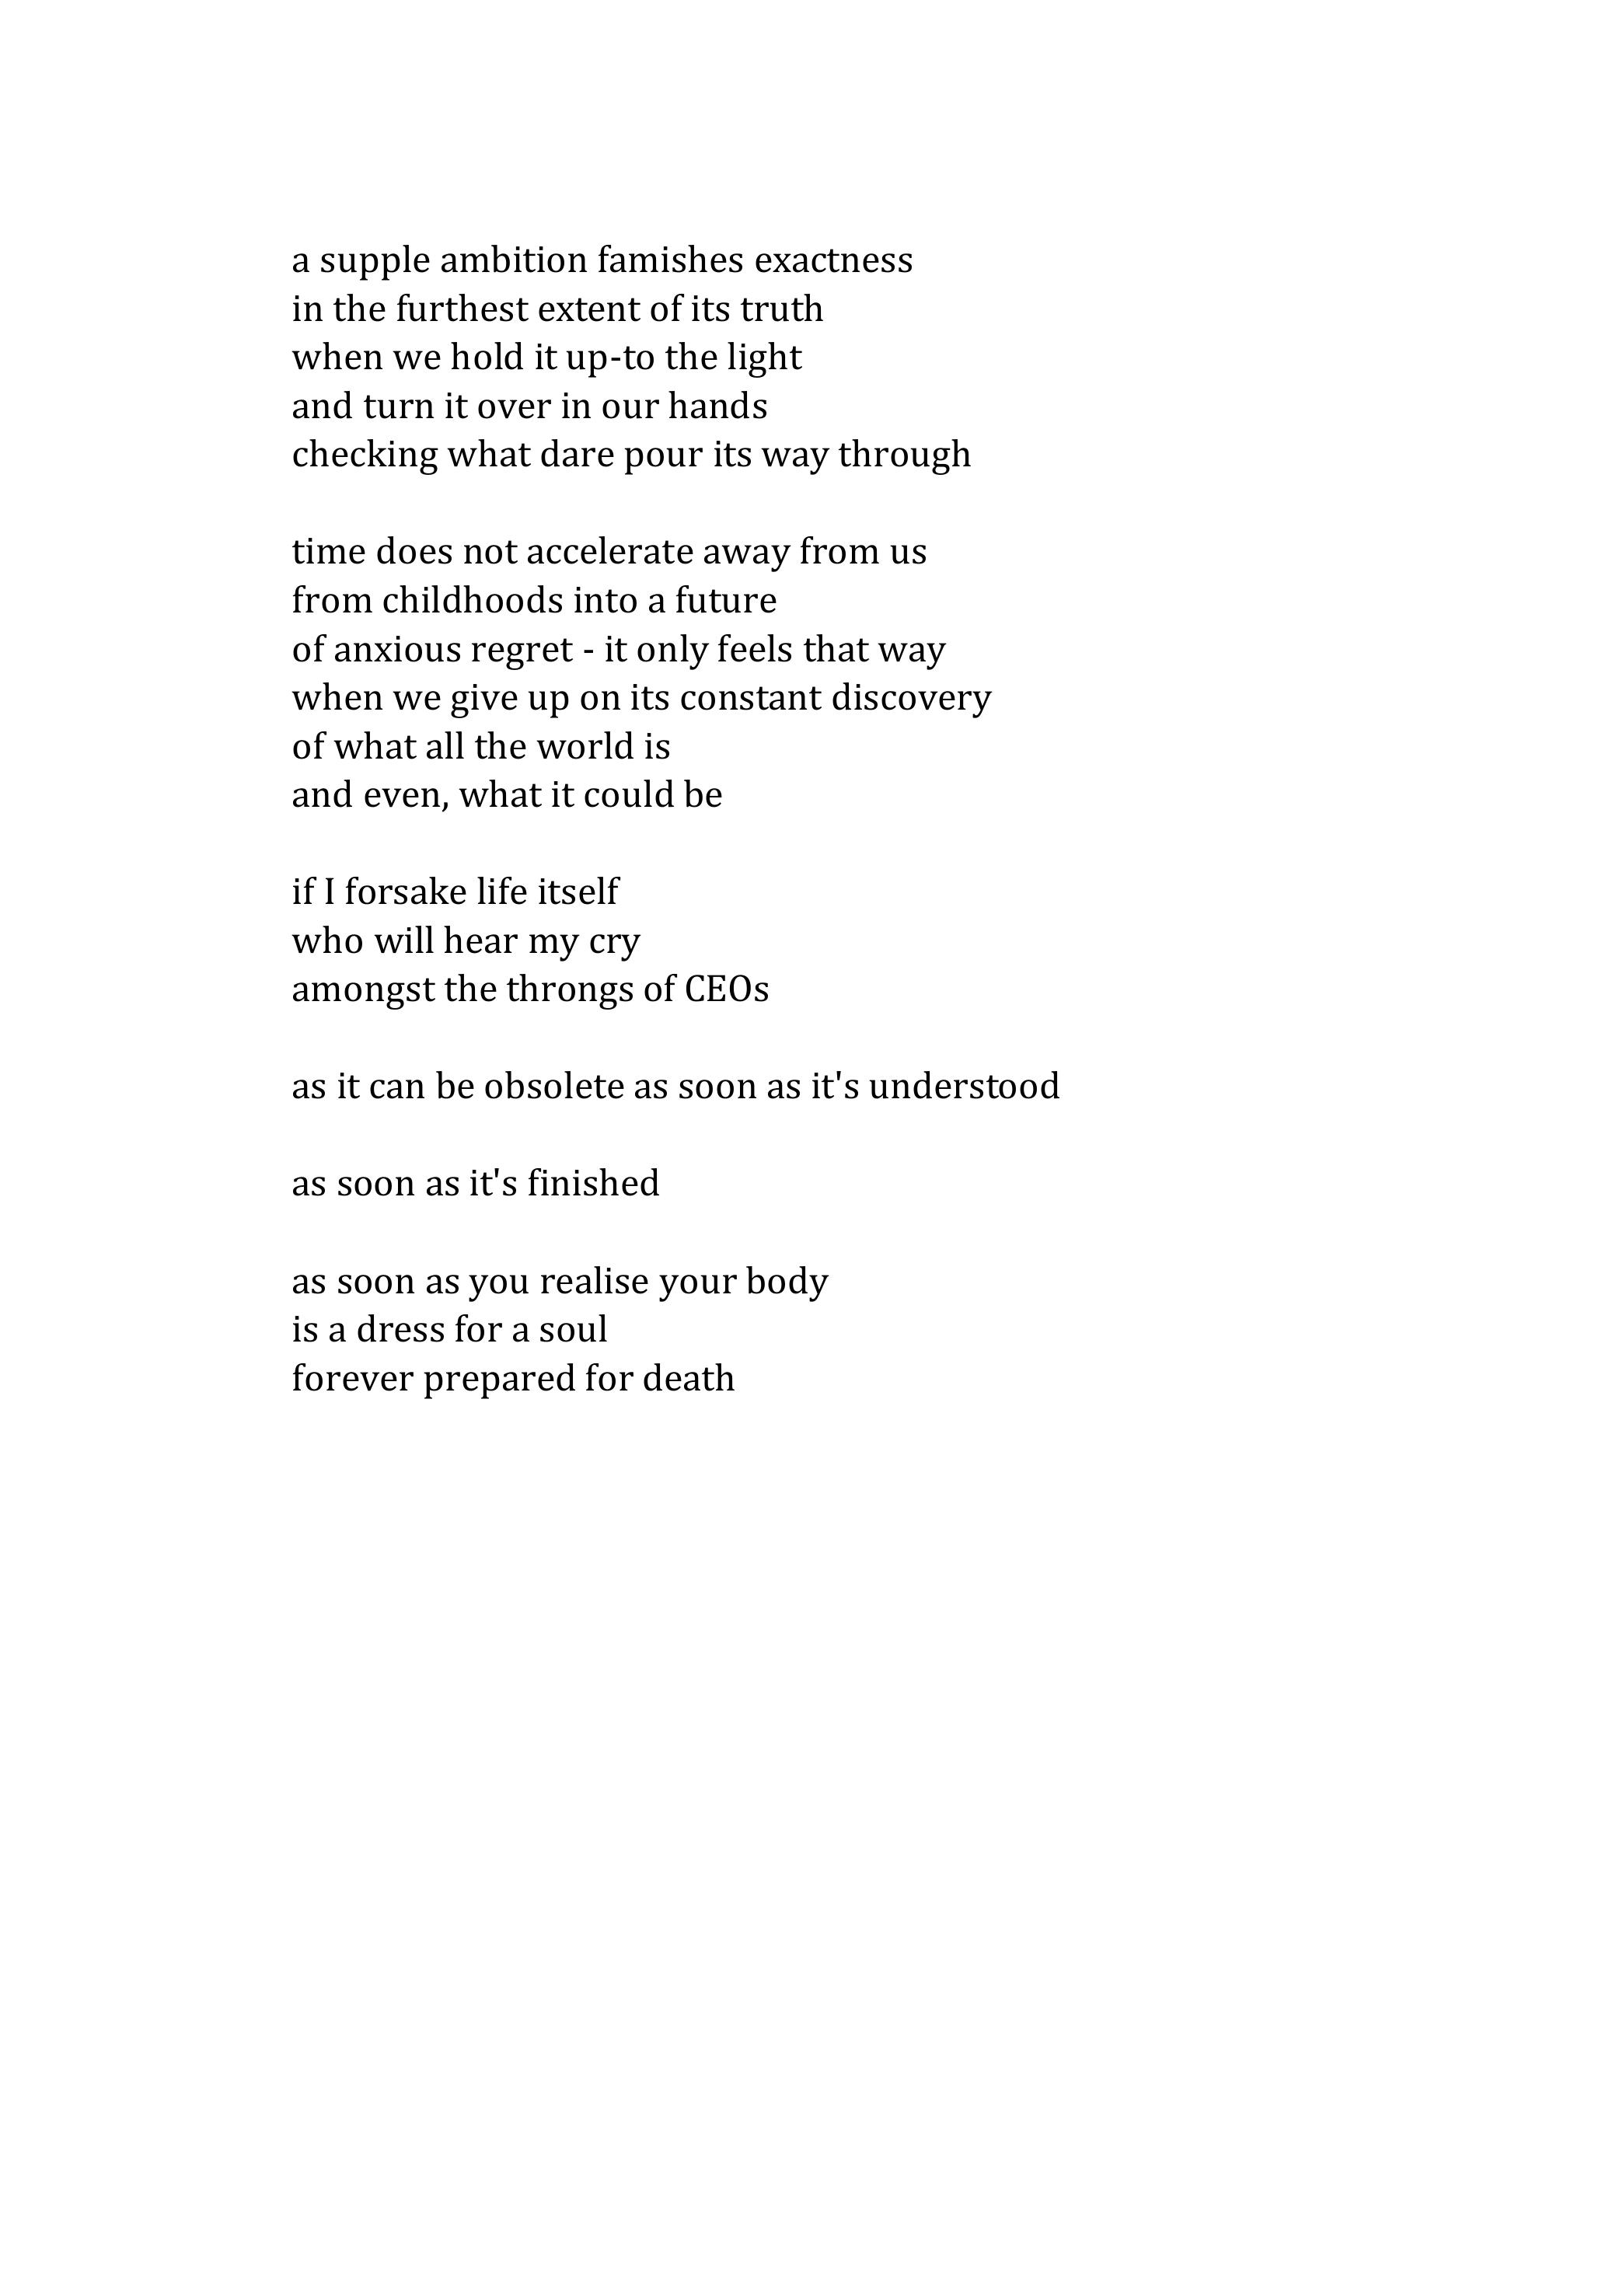 a supple ambition famishes exactness
in the furthest extent of its truth
when we hold it up-to the light
and turn it over in our hands
checking what dare pour its way through

time does not accelerate away from us
from childhoods into a future
of anxious regret - it only feels that way
when we give up on its constant discovery
of what all the world is
and even, what it could be

if I forsake life itself
who will hear my cry
amongst the throngs of CEOs

as it can be obsolete as soon as it's understood

as soon as it's finished

as soon as you realise your body
is a dress for a soul
forever prepared for death